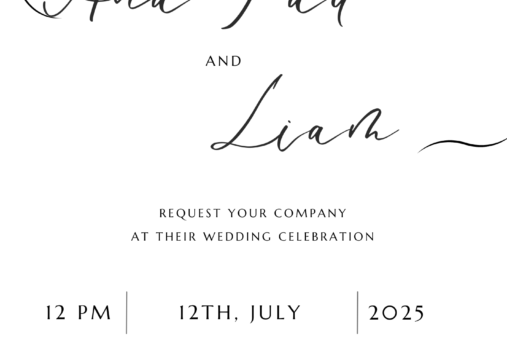 AND
Liam
REQUEST YOUR COMPANY
AT THEIR WEDDING CELEBRATION
12 PM 12TH, JULY 2025